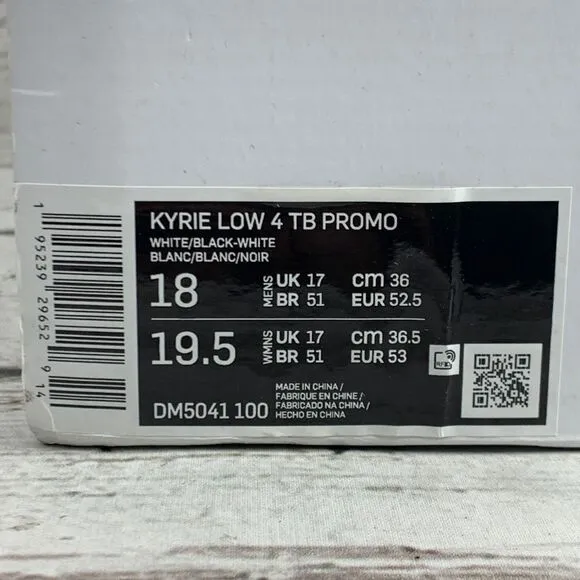 KYRIE LOW 4 TB PROMO
WHITE/BLACK-WHITE
BLANC/BLANC/NOIR
18 MENS UK 17 cm 36
BR 51 EUR 52.5
19.5 WMNS UK 17 cm 36.5
BR 51 EUR 53
RFID
DM5041 100
MADE IN CHINA /
FABRIQUE EN CHINE /
FABRICADO NA CHINA /
HECHO EN CHINA
1 95239 29652 9 14